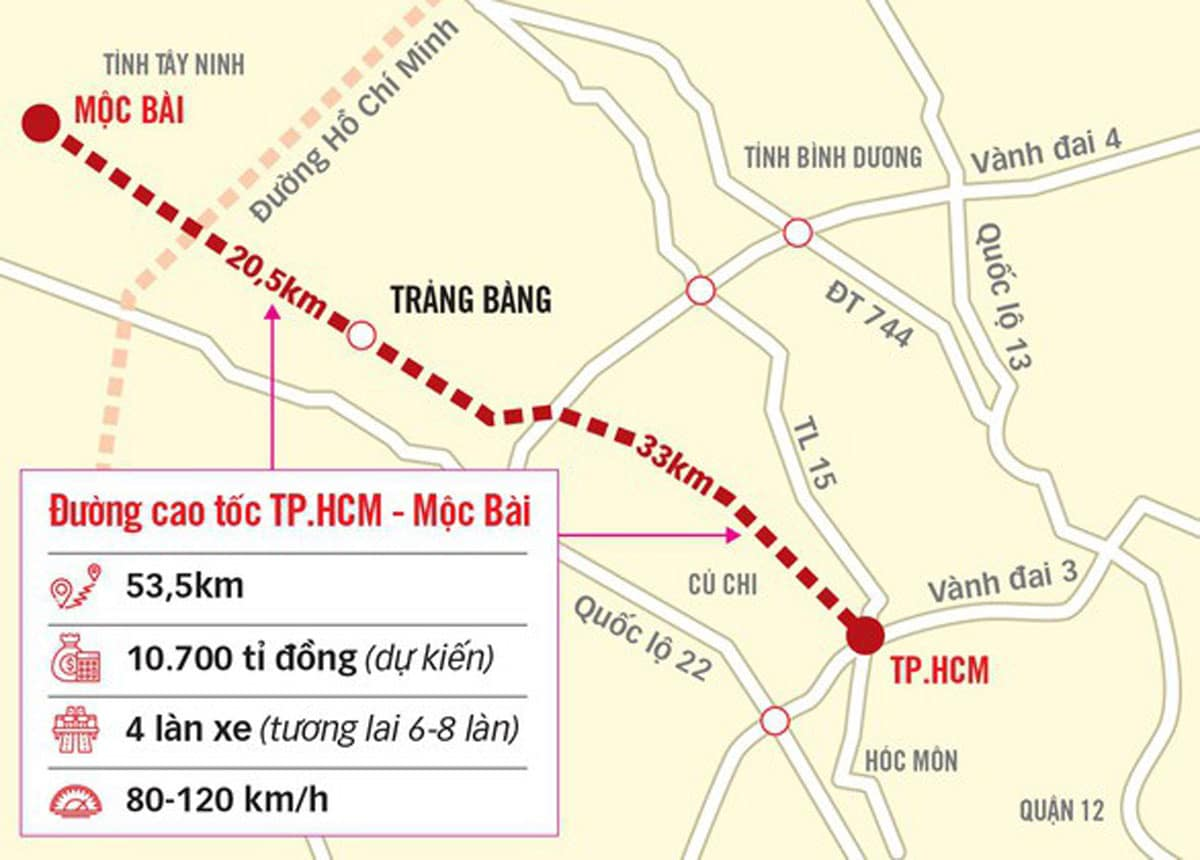 TỈNH TÂY NINH
MỘC BÀI
Đường Hồ Chí Minh
TỈNH BÌNH DƯƠNG
Vành đai 4
20,5km
TRẢNG BÀNG
Quốc lộ 13
ĐT 744
33km
TL 15
Đường cao tốc TP.HCM - Mộc Bài
53,5km
10.700 tỉ đồng (dự kiến)
4 làn xe (tương lai 6-8 làn)
80-120 km/h
CỦ CHI
Vành đai 3
Quốc lộ 22
TP.HCM
HÓC MÔN
QUẬN 12